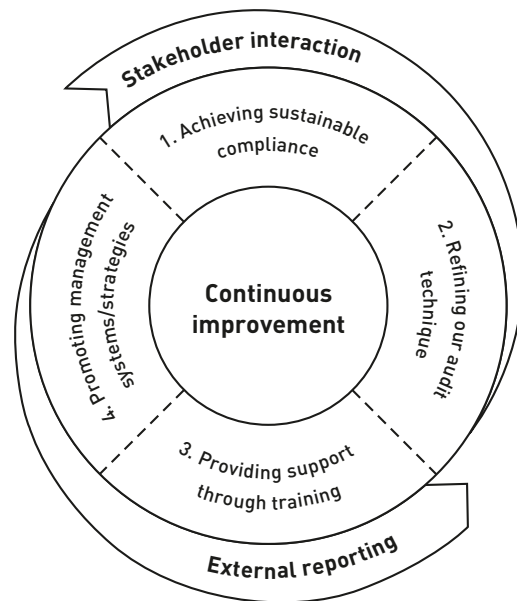 Stakeholder interaction
1. Achieving sustainable
compliance
2. Refining our audit
technique
Continuous
improvement
4. Promoting management
systems/strategies
3. Providing support
through training
External reporting